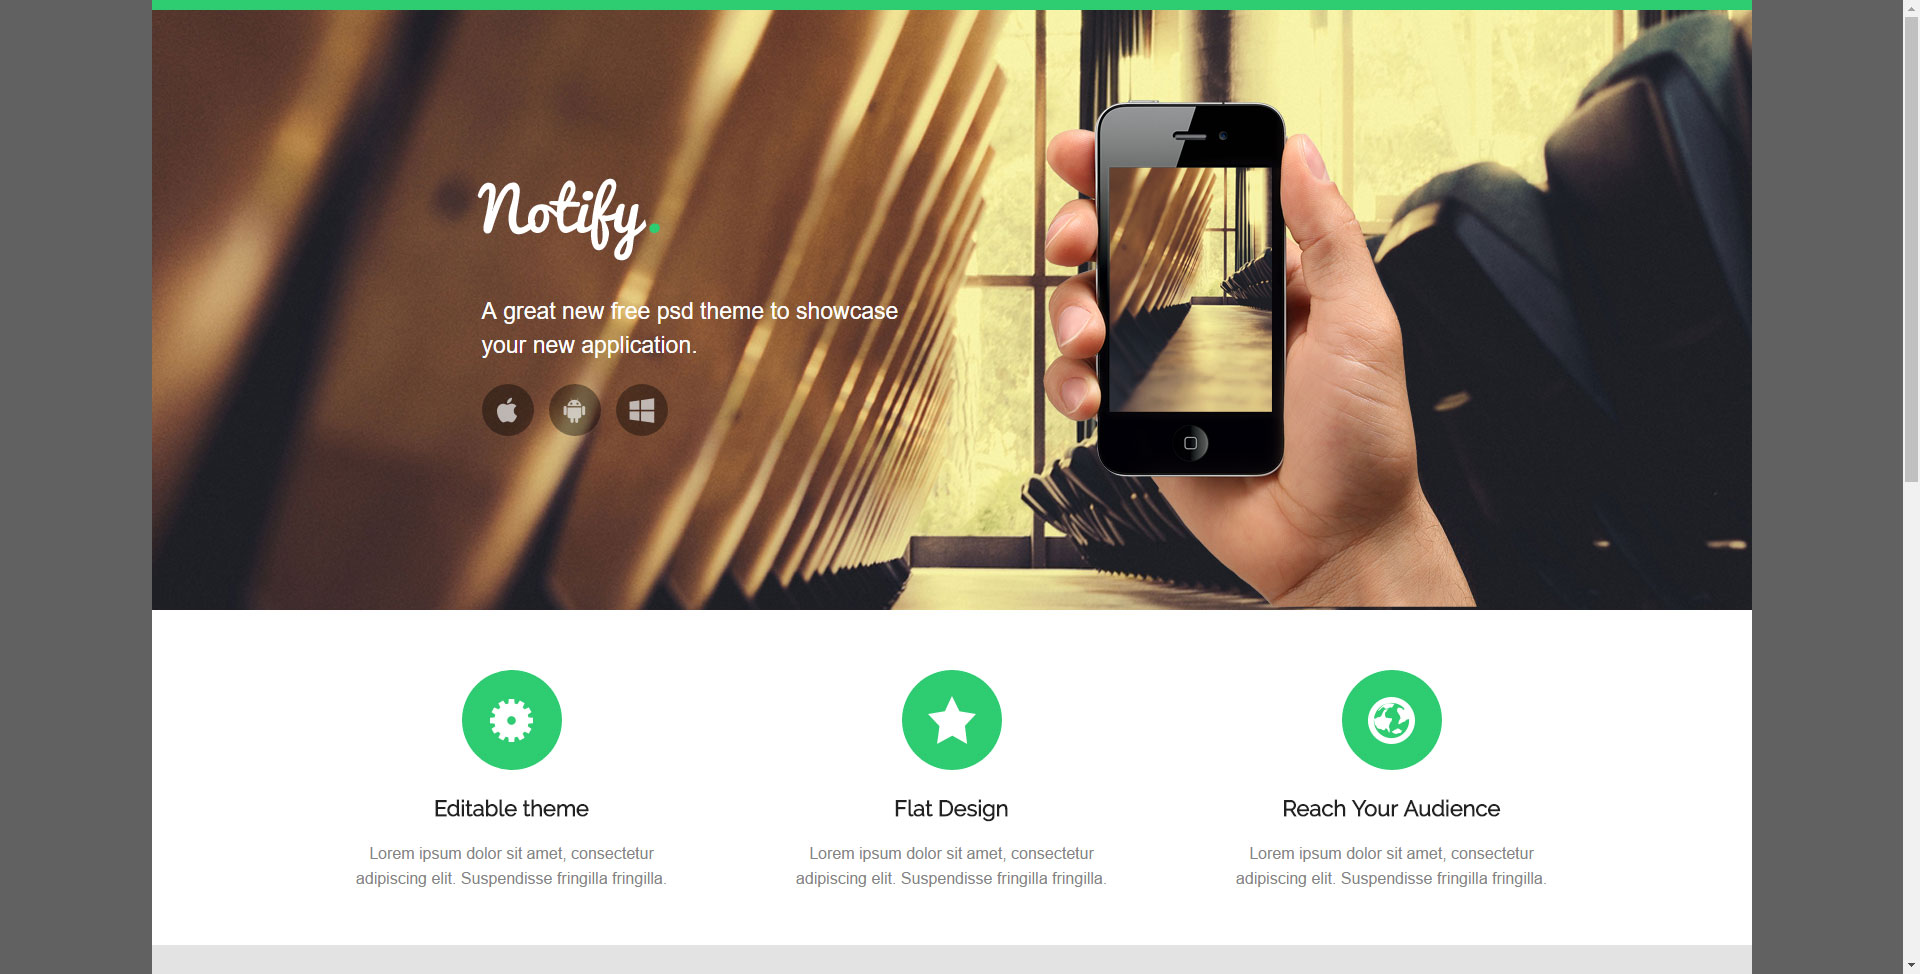 Notify.
A great new free psd theme to showcase
your new application.
Editable theme
Lorem ipsum dolor sit amet, consectetur
adipiscing elit. Suspendisse fringilla fringilla.
Flat Design
Lorem ipsum dolor sit amet, consectetur
adipiscing elit. Suspendisse fringilla fringilla.
Reach Your Audience
Lorem ipsum dolor sit amet, consectetur
adipiscing elit. Suspendisse fringilla fringilla.